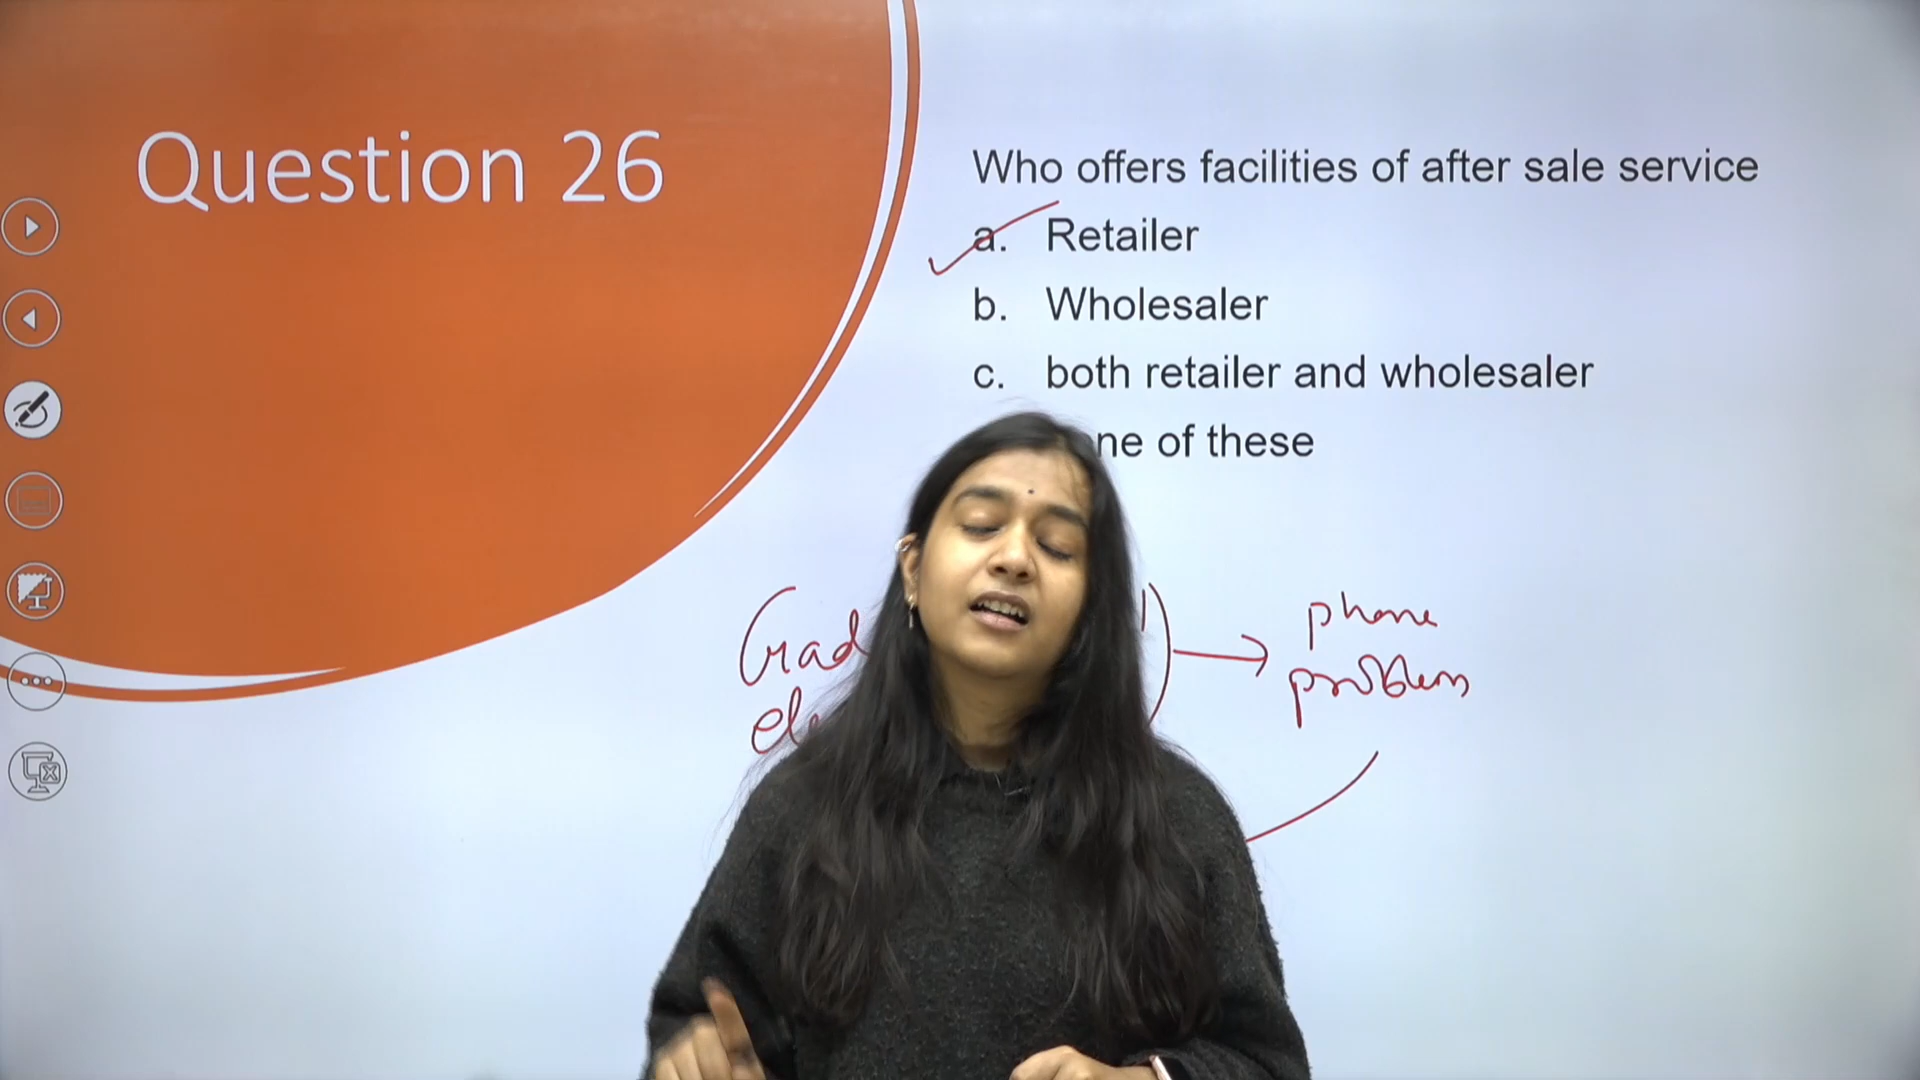 Question 26
Who offers facilities of after sale service
a. Retailer
b. Wholesaler
c. both retailer and wholesaler
of these
phone
problem